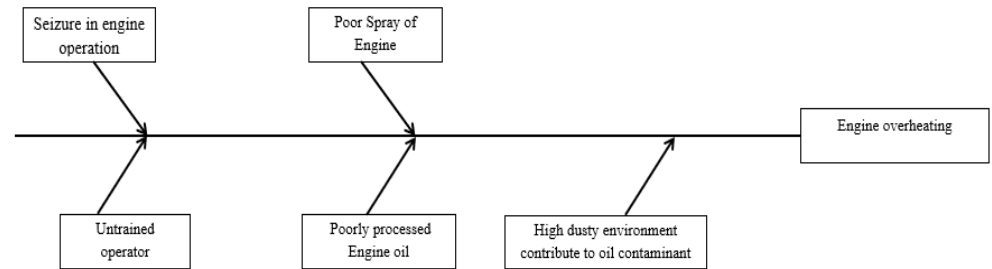 Seizure in engine
operation
Poor Spray of
Engine
Engine overheating
Untrained
operator
Poorly processed
Engine oil
High dusty environment
contribute to oil contaminant